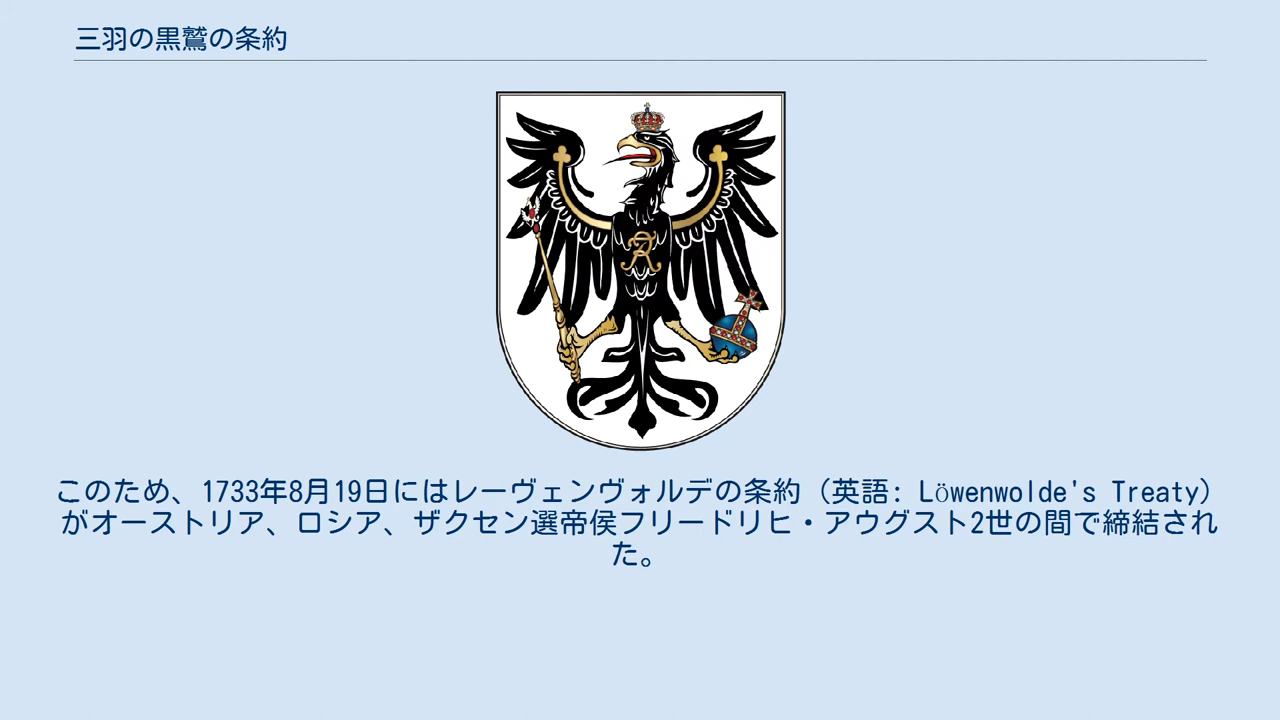 三羽の黒鷲の条約
このため、1733年8月19日にはレーヴェンヴォルデの条約（英語: Löwenwolde's Treaty）
がオーストリア、ロシア、ザクセン選帝侯フリードリヒ・アウグスト2世の間で締結され
た。